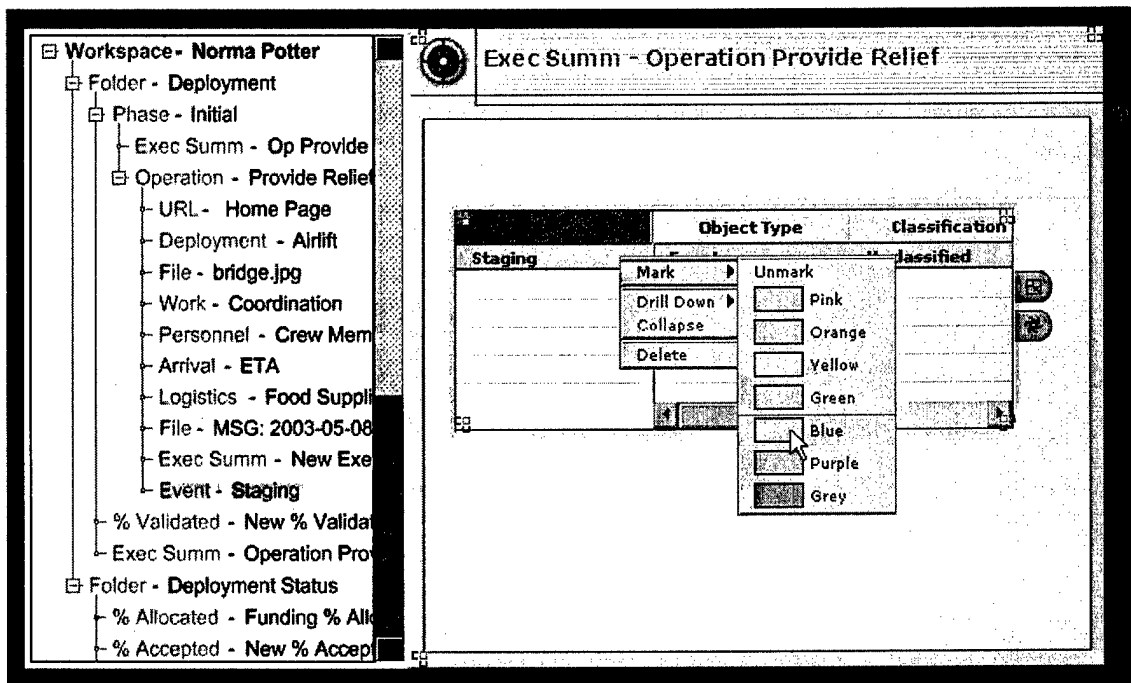 Workspace- Norma Potter
Folder - Deployment
Phase - Initial
Exec Summ - Op Provide
Operation - Provide Relief
URL - Home Page
Deployment - Airlift
File - bridge.jpg
Work - Coordination
Personnel - Crew Mem
Arrival - ETA
Logistics - Food Suppli
File - MSG: 2003-05-08
Exec Summ - New Exe
Event - Staging
% Validated - New % Validat
Exec Summ - Operation Prov
Folder - Deployment Status
% Allocated - Funding % Allo
% Accepted - New % Accept
Exec Summ - Operation Provide Relief
Object Type Classification
Staging
Mark
Drill Down
Collapse
Delete
Unmark
Pink
Orange
Yellow
Green
Blue
Purple
Grey